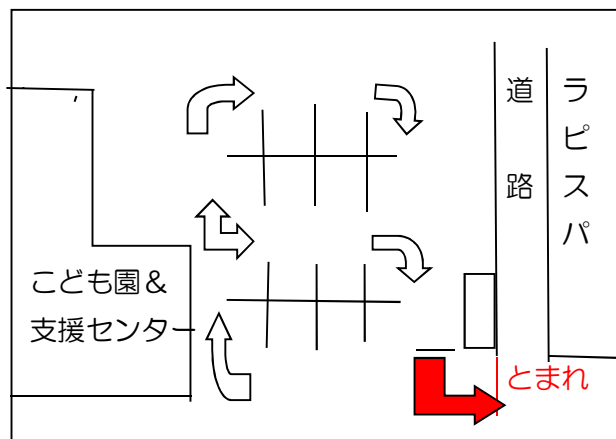 道路
ラピスパ
こども園&
支援センター
とまれ